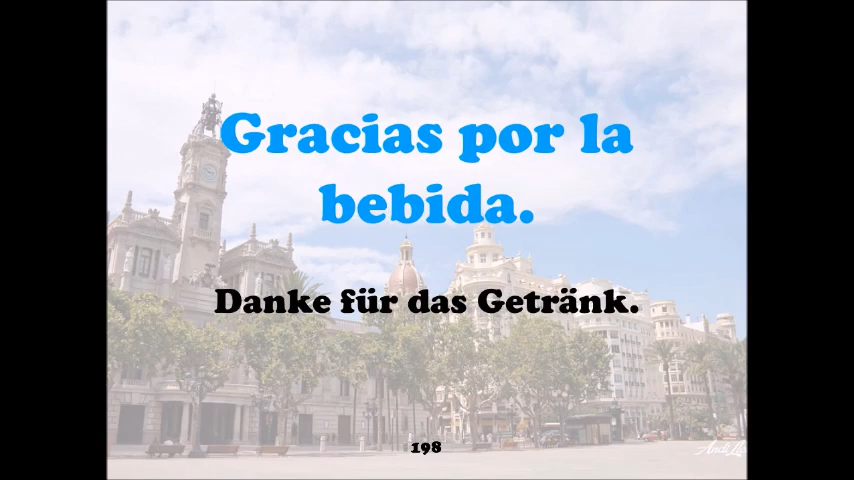 Gracias por la
bebida.
Danke für das Getränk.
198